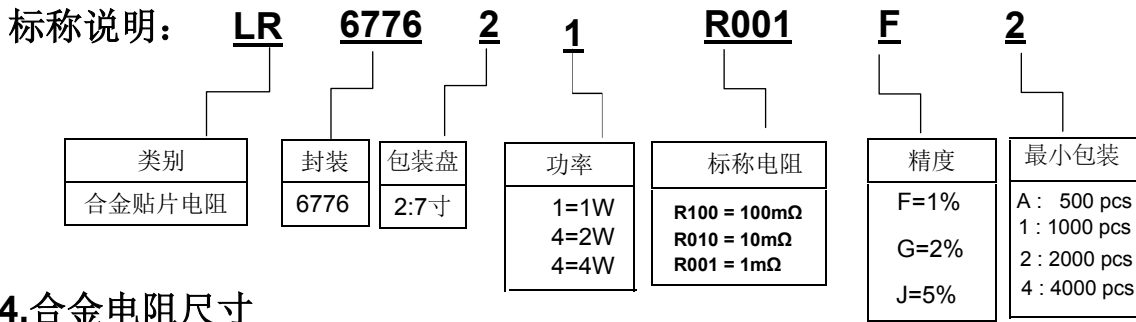 标称说明: LR 6776 2 1 R001 F 2
类别
合金贴片电阻
封装
6776
包装盘
2:7寸
功率
1=1W
4=2W
4=4W
标称电阻
R100 = 100mΩ
R010 = 10mΩ
R001 = 1mΩ
精度
F=1%
G=2%
J=5%
最小包装
A : 500 pcs
1 : 1000 pcs
2 : 2000 pcs
4 : 4000 pcs
4.合金电阻尺寸